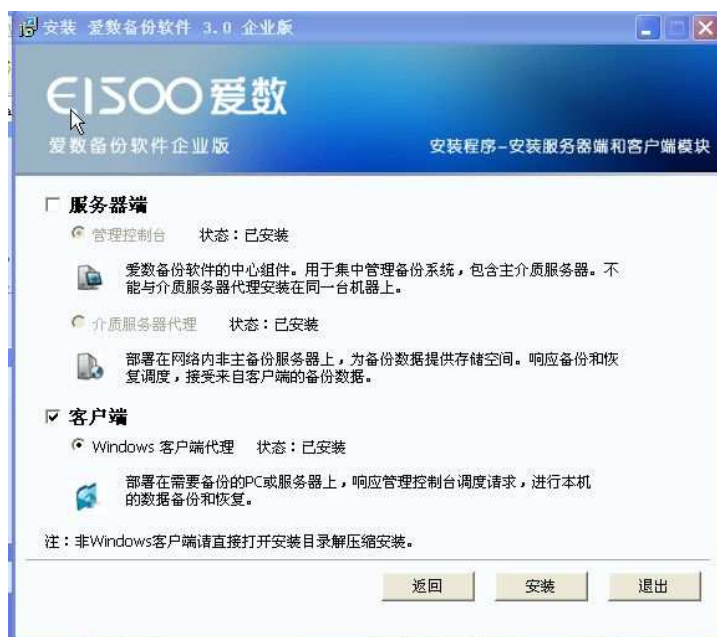 安装 爱数备份软件 3.0 企业版
EISOO 爱数
爱数备份软件企业版
安装程序-安装服务器端和客户端模块
服务器端
管理控制台 状态：已安装
爱数备份软件的中心组件。用于集中管理备份系统，包含主介质服务器。不
能与介质服务器代理安装在同一台机器上。
介质服务器代理 状态：已安装
部署在网络内非主备份服务器上，为备份数据提供存储空间。响应备份和恢
复调度，接受来自客户端的备份数据。
客户端
Windows 客户端代理 状态：已安装
部署在需要备份的PC或服务器上，响应管理控制台调度请求，进行本机
的数据备份和恢复。
注：非Windows客户端请直接打开安装目录解压缩安装。
返回 安装 退出